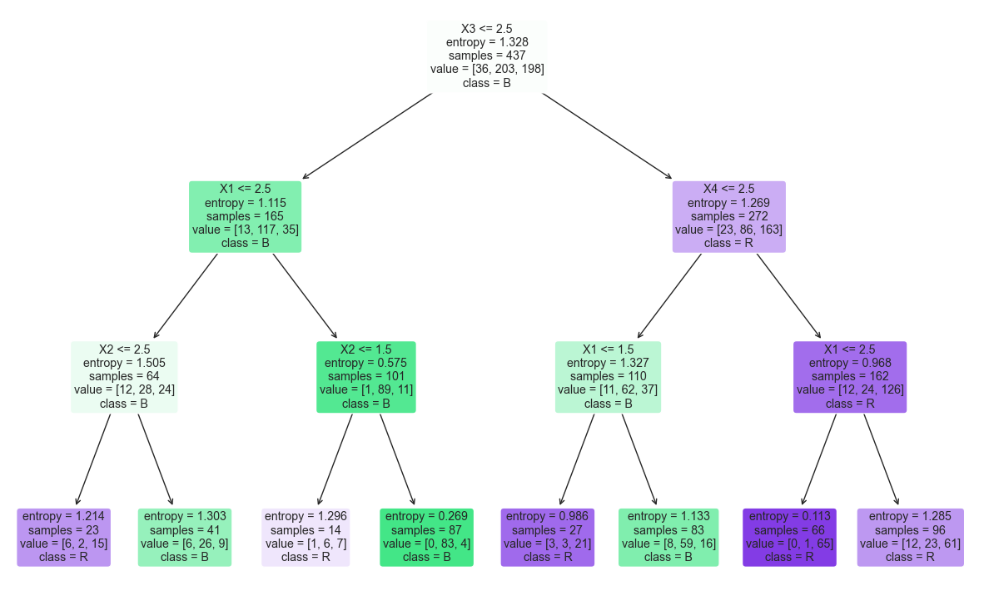 X3 <= 2.5
entropy = 1.328
samples = 437
value = [36, 203, 198]
class = B
X1 <= 2.5
entropy = 1.115
samples = 165
value = [13, 117, 35]
class = B
X4 <= 2.5
entropy = 1.269
samples = 272
value = [23, 86, 163]
class = R
X2 <= 2.5
entropy = 1.505
samples = 64
value = [12, 28, 24]
class = B
X2 <= 1.5
entropy = 0.575
samples = 101
value = [1, 89, 11]
class = B
X1 <= 1.5
entropy = 1.327
samples = 110
value = [11, 62, 37]
class = B
X1 <= 2.5
entropy = 0.968
samples = 162
value = [12, 24, 126]
class = R
entropy = 1.214
samples = 23
value = [6, 2, 15]
class = R
entropy = 1.303
samples = 41
value = [6, 26, 9]
class = B
entropy = 1.296
samples = 14
value = [1, 6, 7]
class = R
entropy = 0.269
samples = 87
value = [0, 83, 4]
class = B
entropy = 0.986
samples = 27
value = [3, 3, 21]
class = R
entropy = 1.133
samples = 83
value = [8, 59, 16]
class = B
entropy = 0.113
samples = 66
value = [0, 1, 65]
class = R
entropy = 1.285
samples = 96
value = [12, 23, 61]
class = R